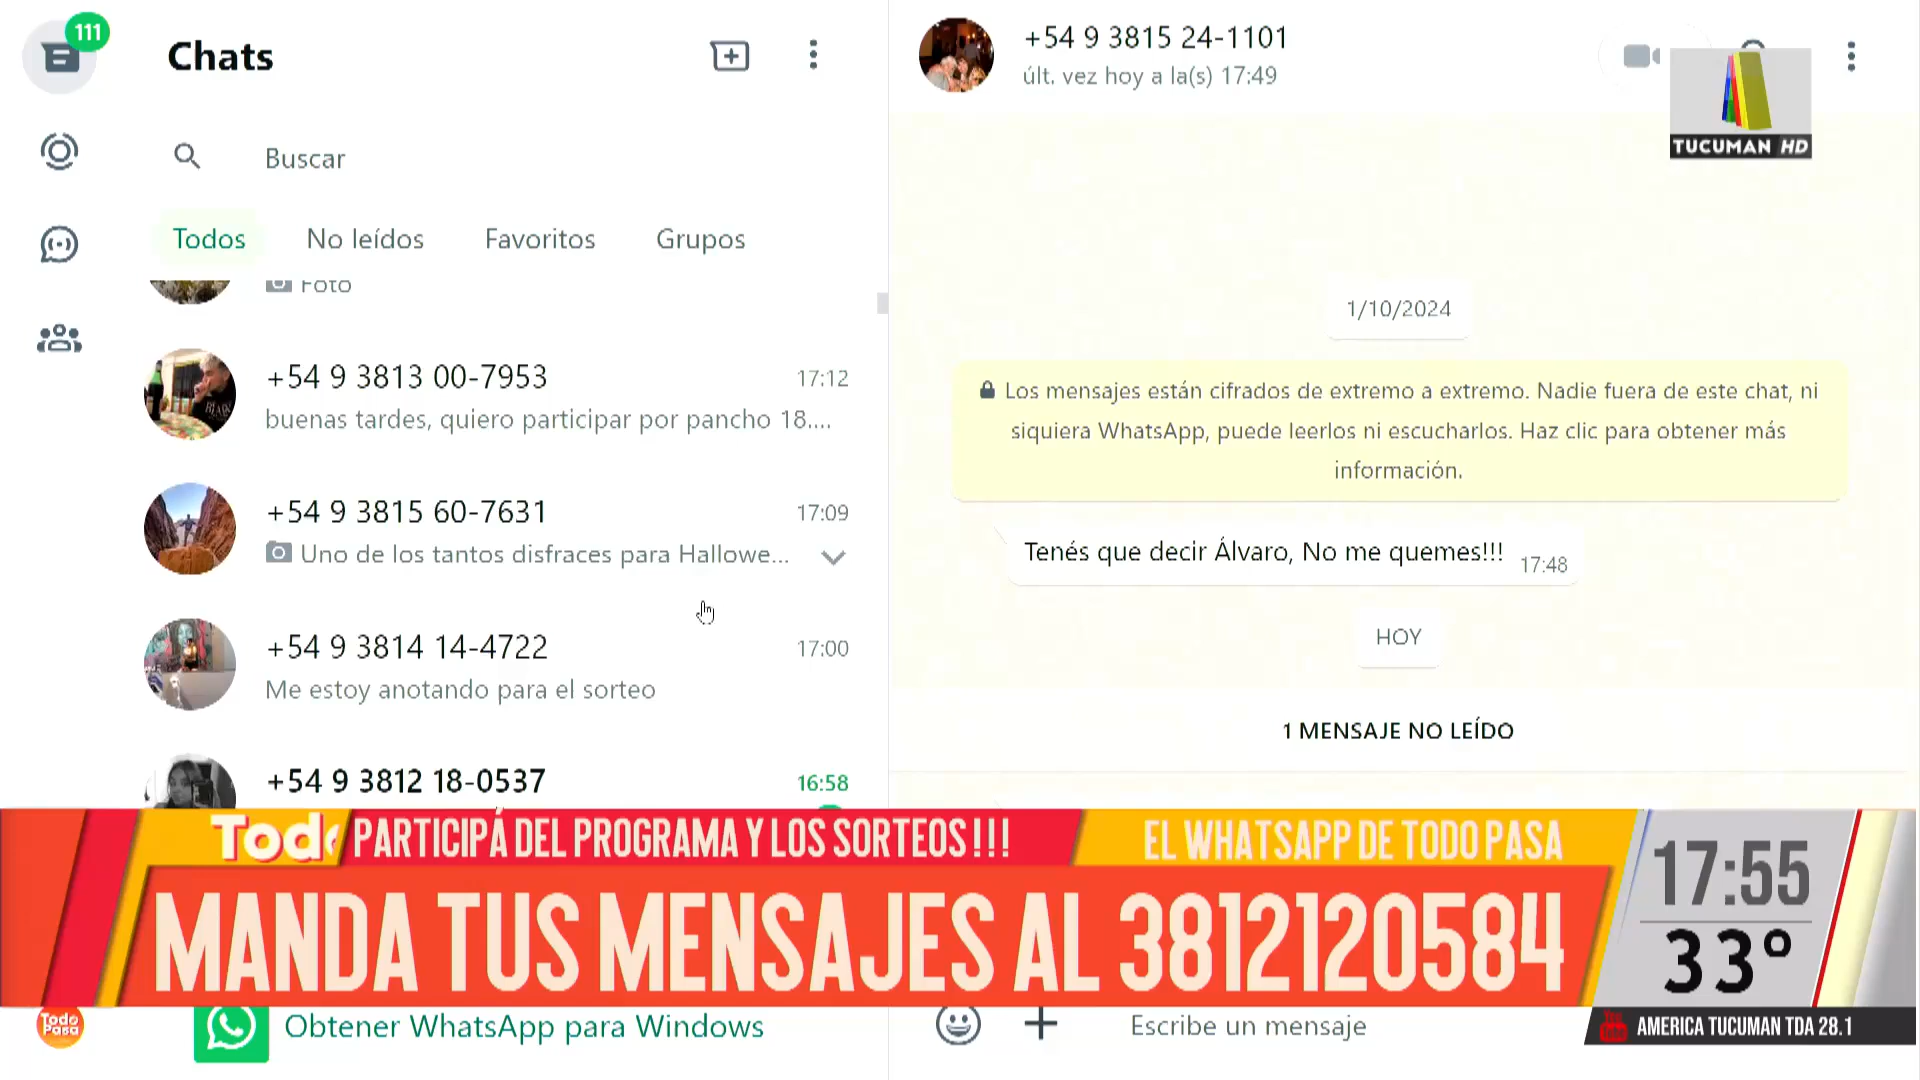 111
Chats
Buscar
Todos
No leídos
Favoritos
Grupos
Foto
+54 9 3813 00-7953
17:12
buenas tardes, quiero participar por pancho 18....
+54 9 3815 60-7631
17:09
Uno de los tantos disfraces para Hallowe...
+54 9 3814 14-4722
17:00
Me estoy anotando para el sorteo
+54 9 3812 18-0537
16:58
+54 9 3815 24-1101
últ. vez hoy a la(s) 17:49
TUCUMAN HD
1/10/2024
Los mensajes están cifrados de extremo a extremo. Nadie fuera de este chat, ni
siquiera WhatsApp, puede leerlos ni escucharlos. Haz clic para obtener más
información.
Tenés que decir Álvaro, No me quemes!!!
17:48
HOY
1 MENSAJE NO LEÍDO
PARTICIPÁ DEL PROGRAMA Y LOS SORTEOS!!!
EL WHATSAPP DE TODO PASA
MANDA TUS MENSAJES AL 3812120584
17:55
33°
Todo
Pasa
Obtener WhatsApp para Windows
Escribe un mensaje
AMERICA TUCUMAN TDA 28.1